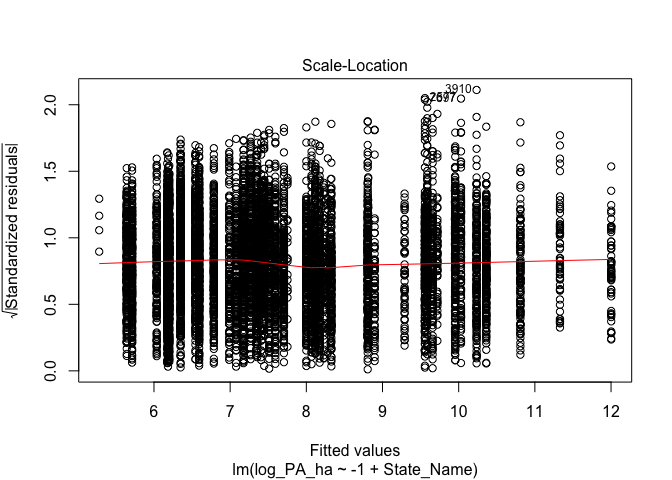 Scale-Location
3910
2.0
1.5
1.0
0.5
0.0
√|Standardized residuals|
6 7 8 9 10 11 12
Fitted values
lm(log_PA_ha ~ -1 + State_Name)